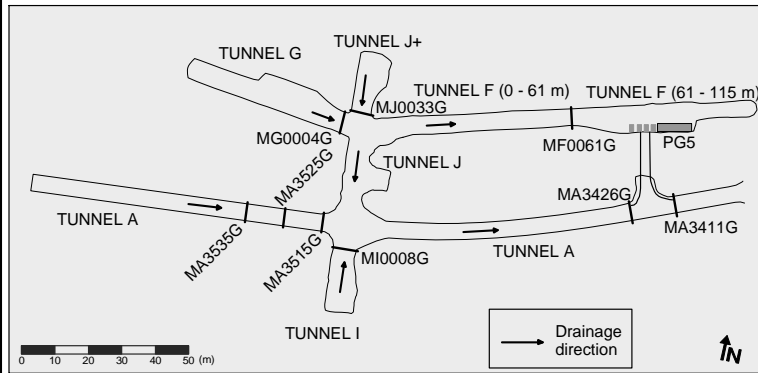 TUNNEL J+
TUNNEL G
TUNNEL F (0 - 61 m)
TUNNEL F (61 - 115 m)
MJ0033G
MG0004G
MF0061G
PG5
TUNNEL J
MA3525G
MA3426G
TUNNEL A
MA3535G
MA3515G
MI0008G
TUNNEL A
MA3411G
TUNNEL I
Drainage
direction
0 10 20 30 40 50 (m)
N